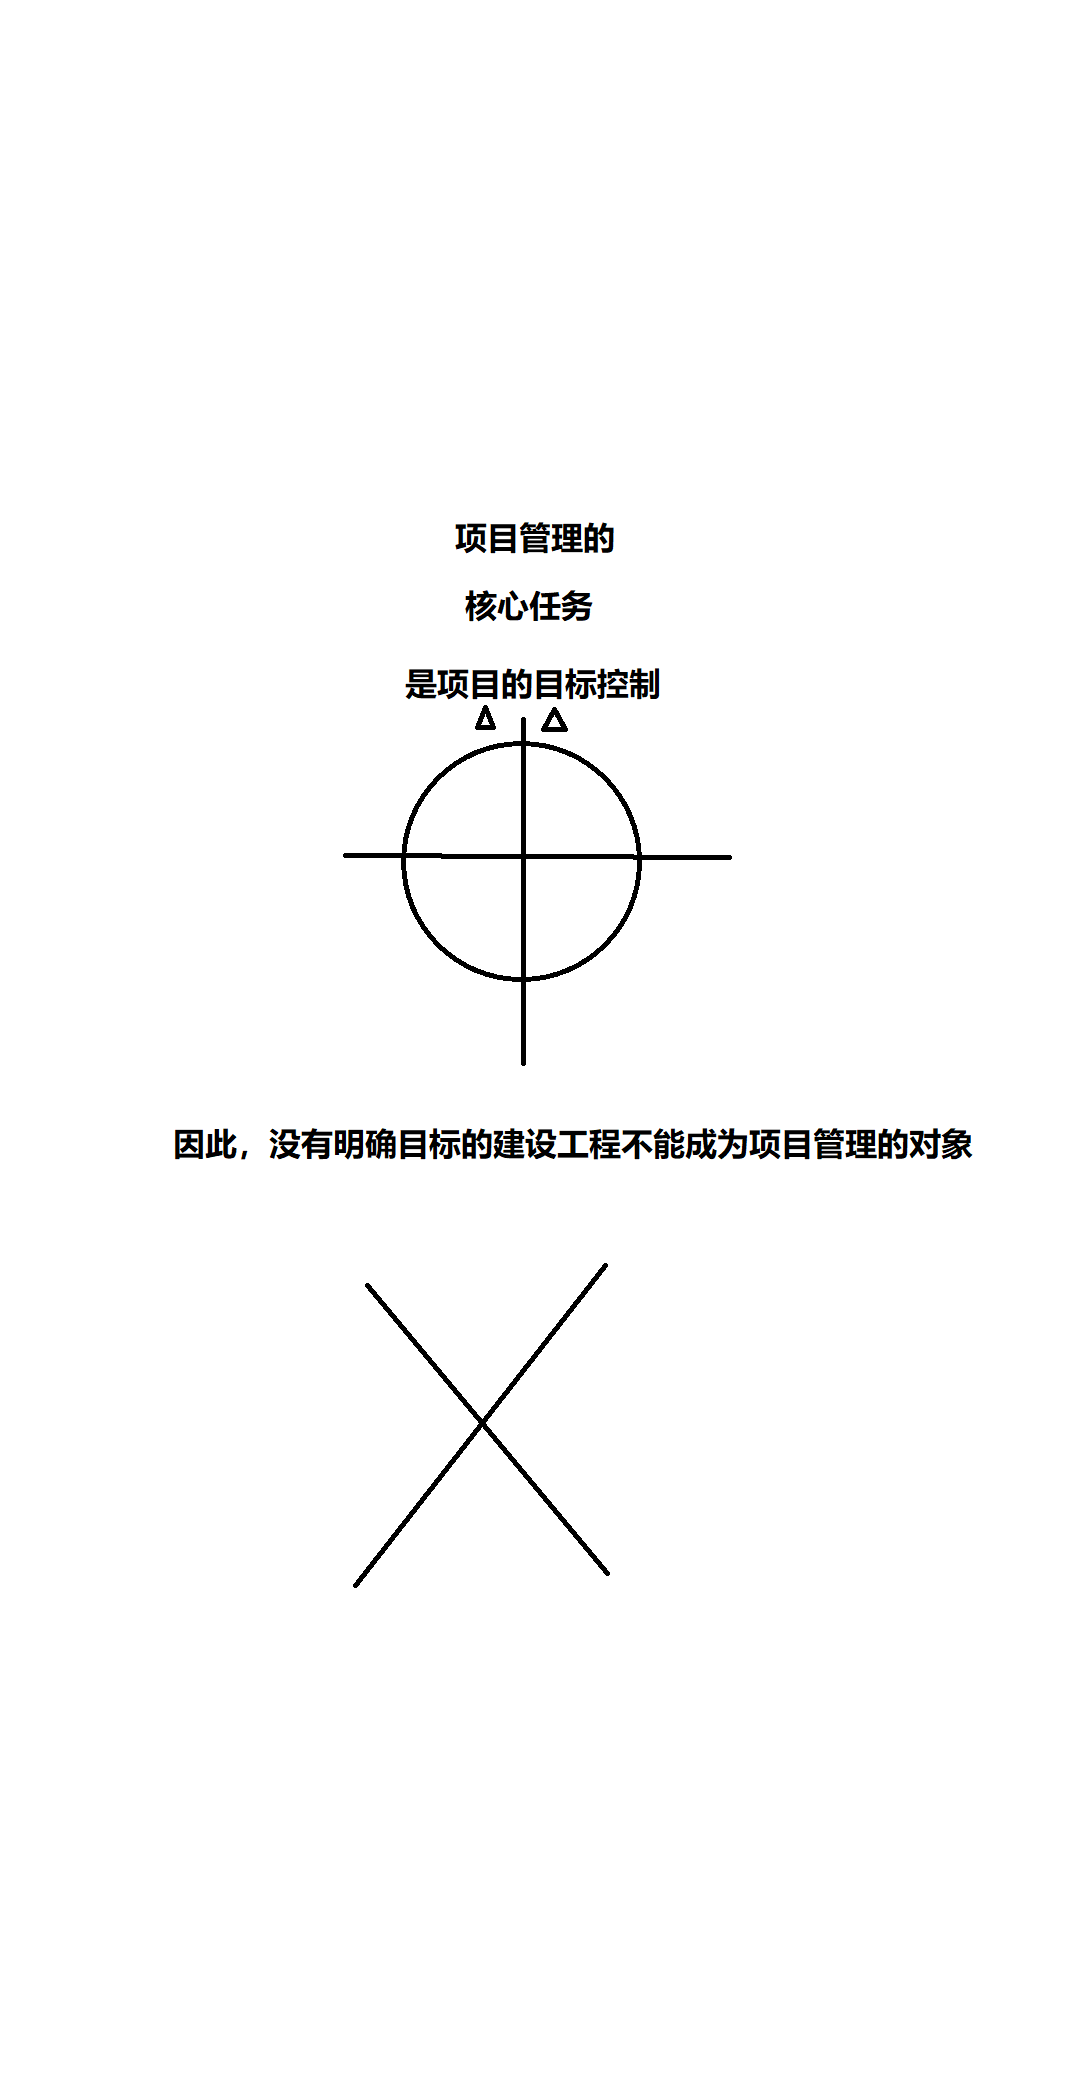 项目管理的
核心任务
是项目的目标控制
因此，没有明确目标的建设工程不能成为项目管理的对象